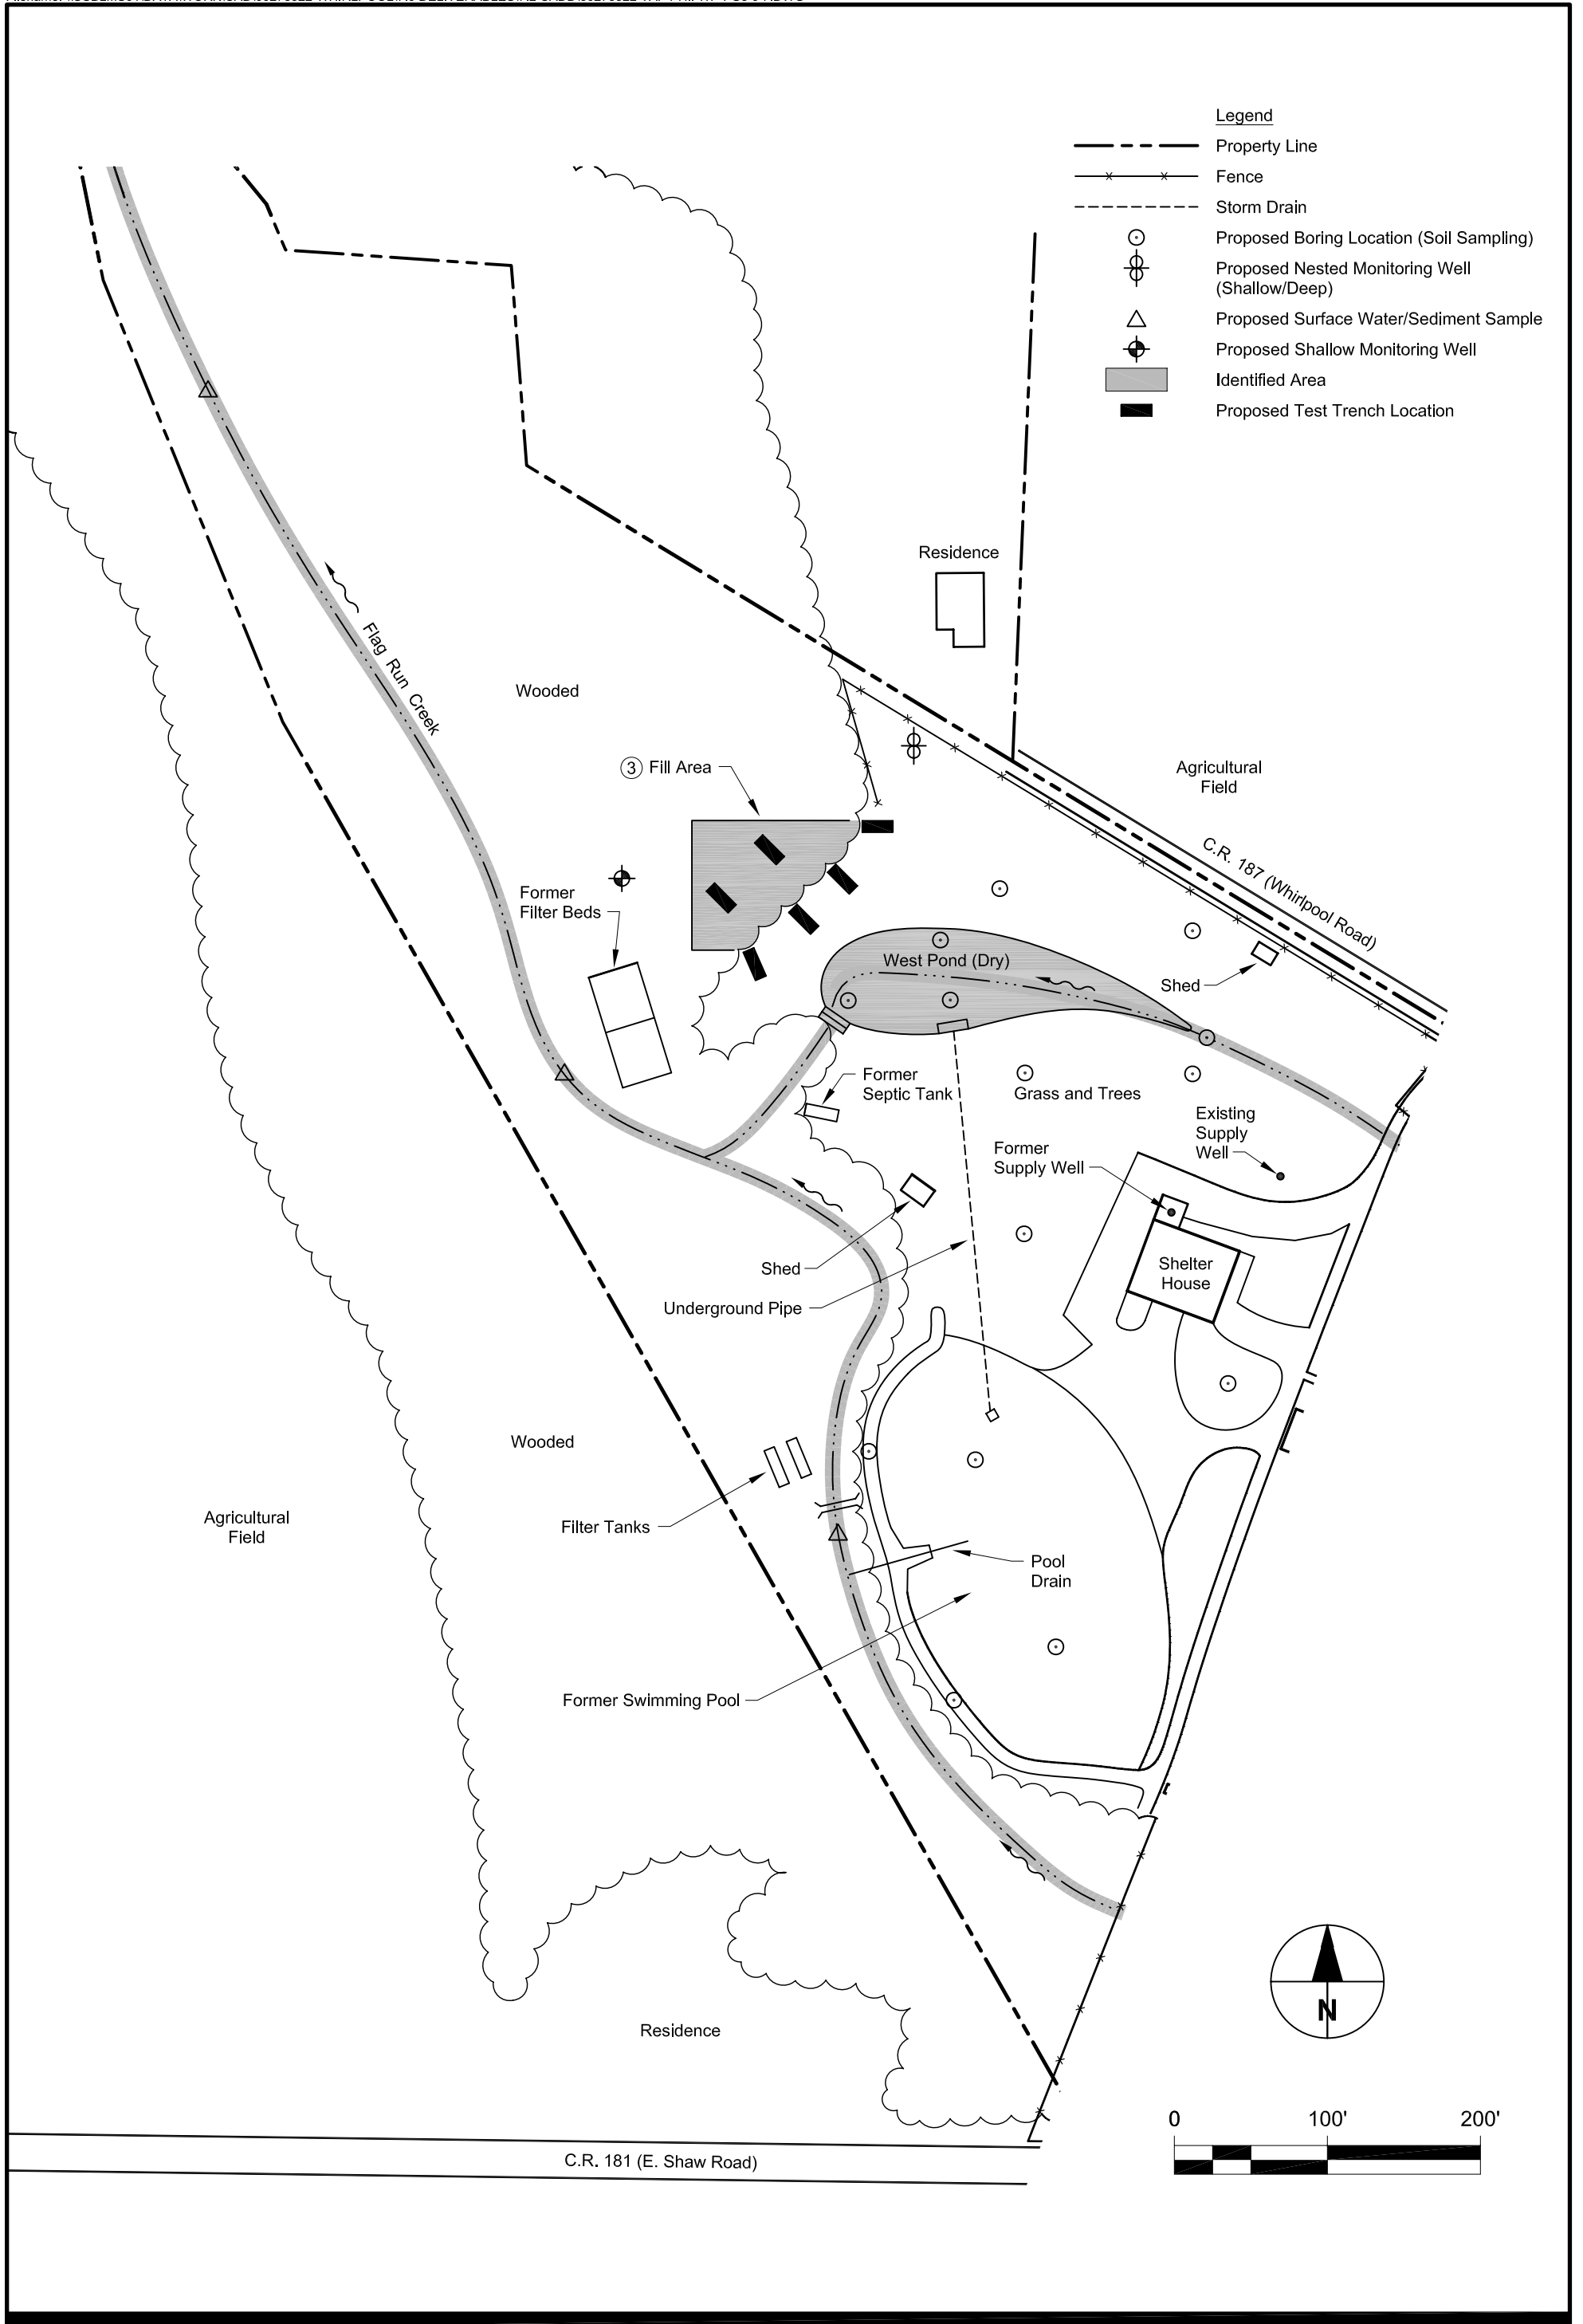 Legend
Property Line
Fence
Storm Drain
Proposed Boring Location (Soil Sampling)
Proposed Nested Monitoring Well
(Shallow/Deep)
Proposed Surface Water/Sediment Sample
Proposed Shallow Monitoring Well
Identified Area
Proposed Test Trench Location
Residence
Flag Run Creek
Wooded
3 Fill Area
Agricultural
Field
C.R. 187 (Whirlpool Road)
Former
Filter Beds
West Pond (Dry)
Shed
Former
Septic Tank
Grass and Trees
Existing
Supply
Well
Former
Supply Well
Shelter
House
Shed
Underground Pipe
Wooded
Agricultural
Field
Filter Tanks
Pool
Drain
Former Swimming Pool
N
Residence
0 100' 200'
C.R. 181 (E. Shaw Road)